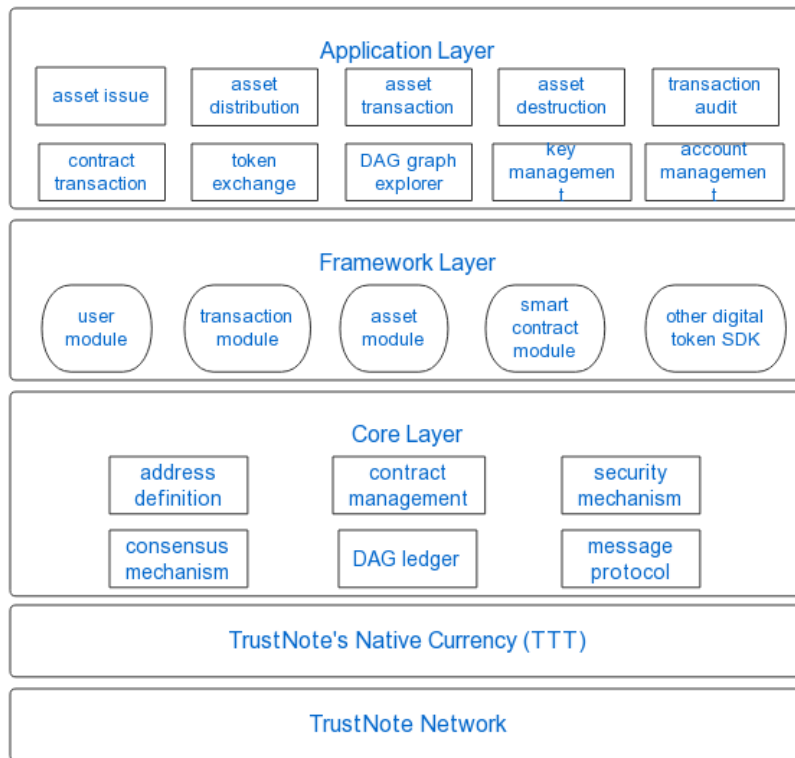 Application Layer
asset issue
asset
distribution
asset
transaction
asset
destruction
transaction
audit
contract
transaction
token
exchange
DAG graph
explorer
key
managemen
t
account
managemen
t
Framework Layer
user
module
transaction
module
asset
module
smart
contract
module
other digital
token SDK
Core Layer
address
definition
contract
management
security
mechanism
consensus
mechanism
DAG ledger
message
protocol
TrustNote's Native Currency (TTT)
TrustNote Network